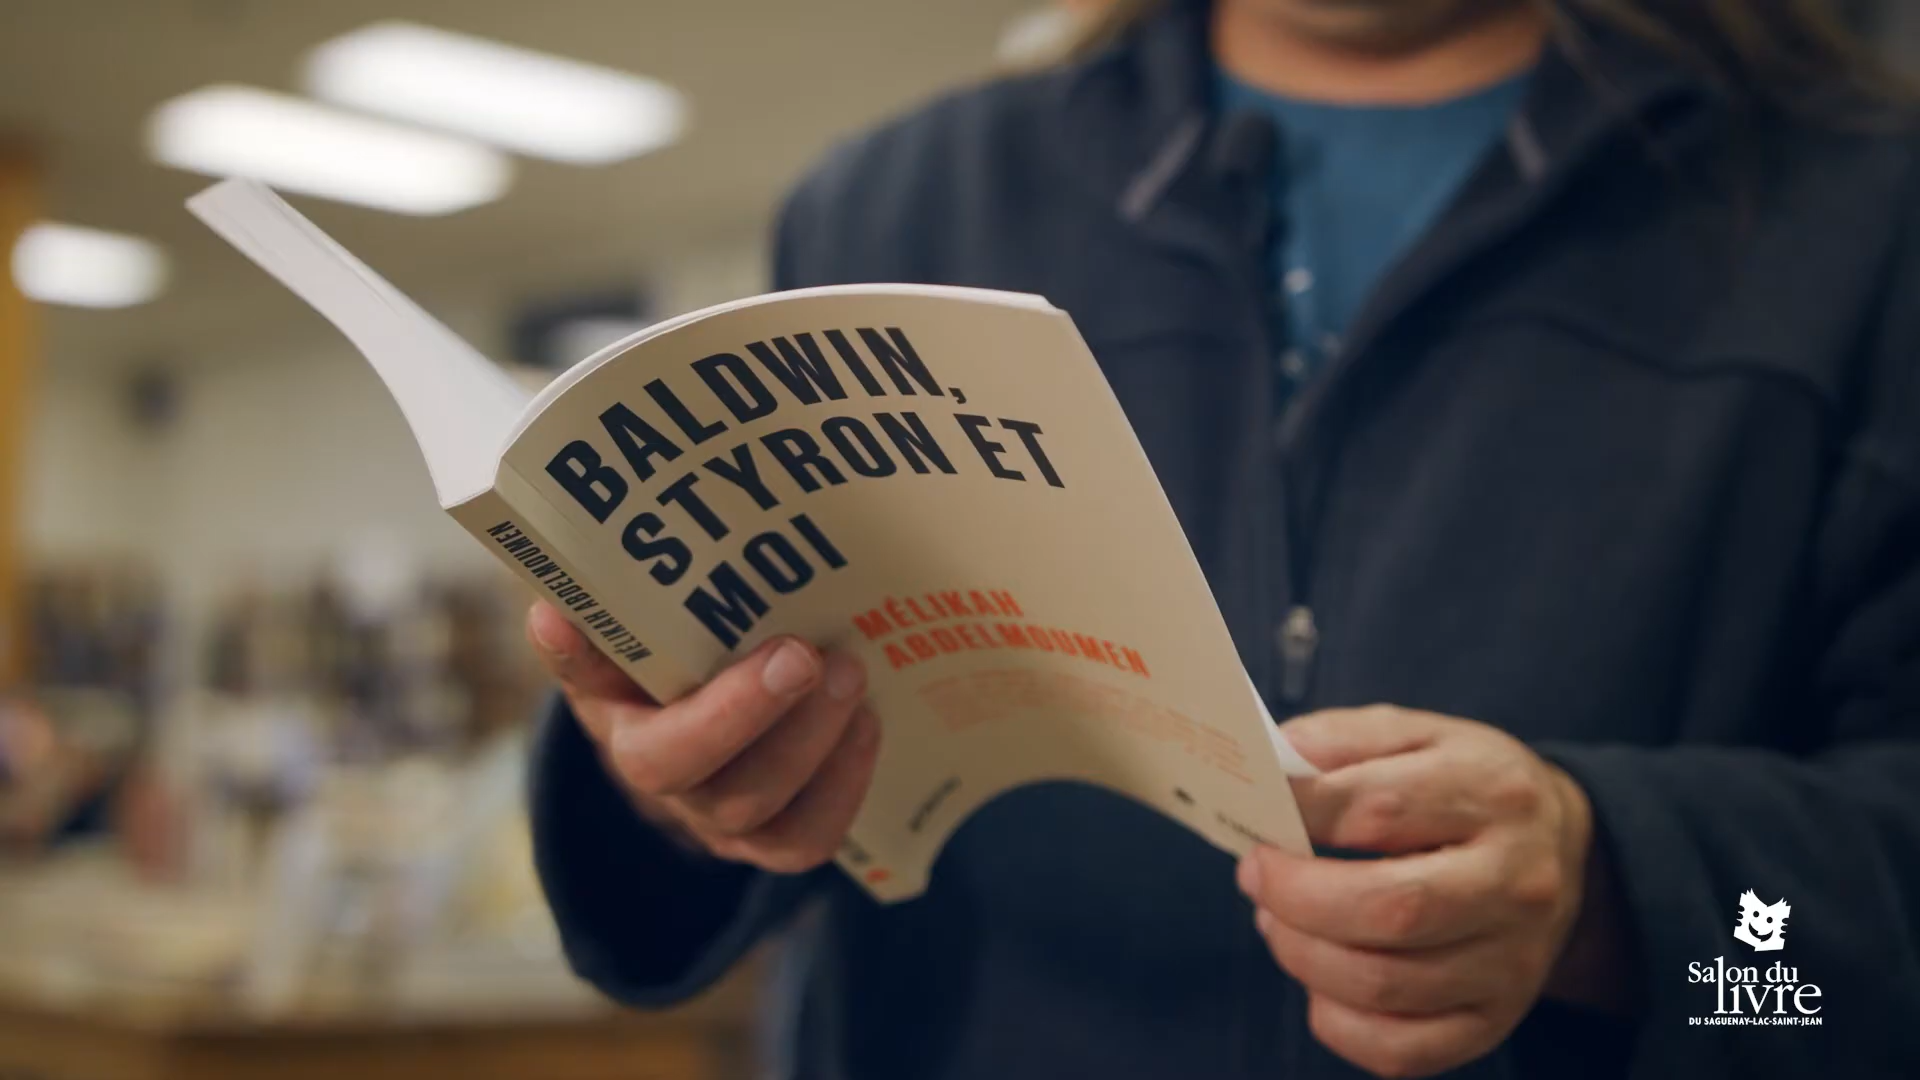 BALDWIN,
STYRON ET
MOI
MÉLIKAH
ABDELMOUMEN
MÉLIKAH ABDELMOUMEN
Salon du
livre
DU SAGUENAY-LAC-SAINT-JEAN